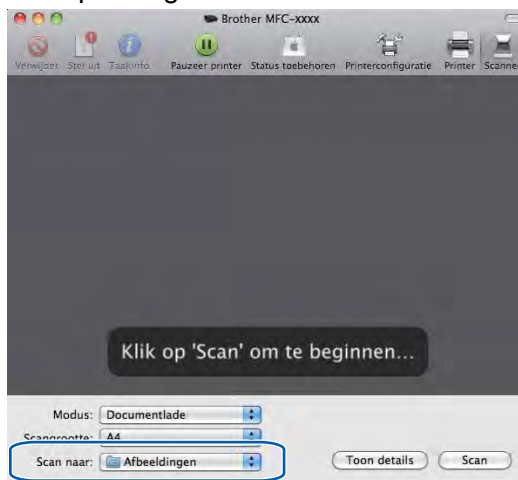 Brother MFC-xxxx
Verwijder Stel uit Taakinfo Pauzeer printer Status toebehoren Printerconfiguratie Printer Scanne
Klik op 'Scan' om te beginnen...
Modus: Documentlade
Scangrootte: A4
Scan naar: Afbeeldingen Toon details Scan